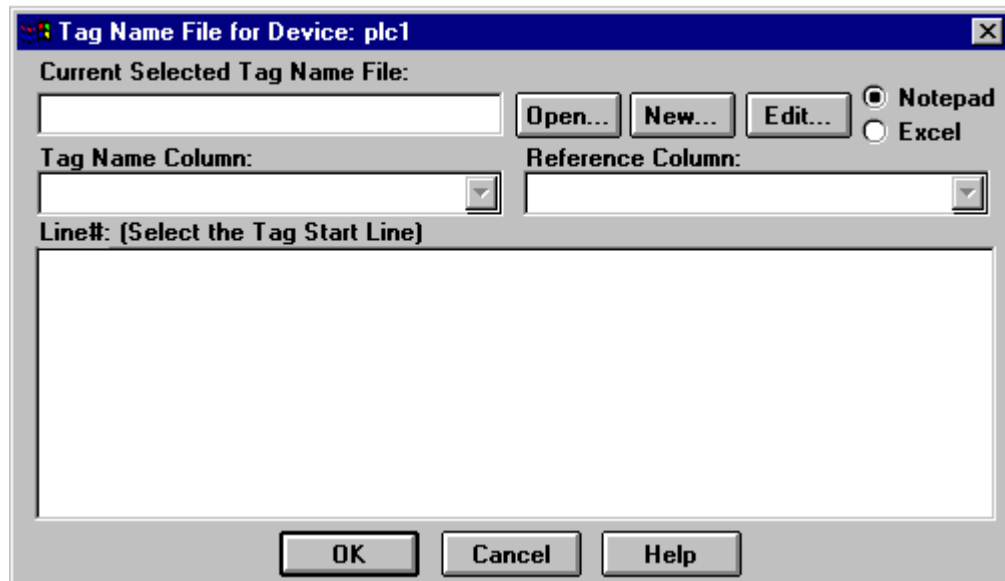 Tag Name File for Device: plc1
Current Selected Tag Name File:
Open... New... Edit...
Notepad
Excel
Tag Name Column: Reference Column:
Line#: (Select the Tag Start Line)
OK Cancel Help